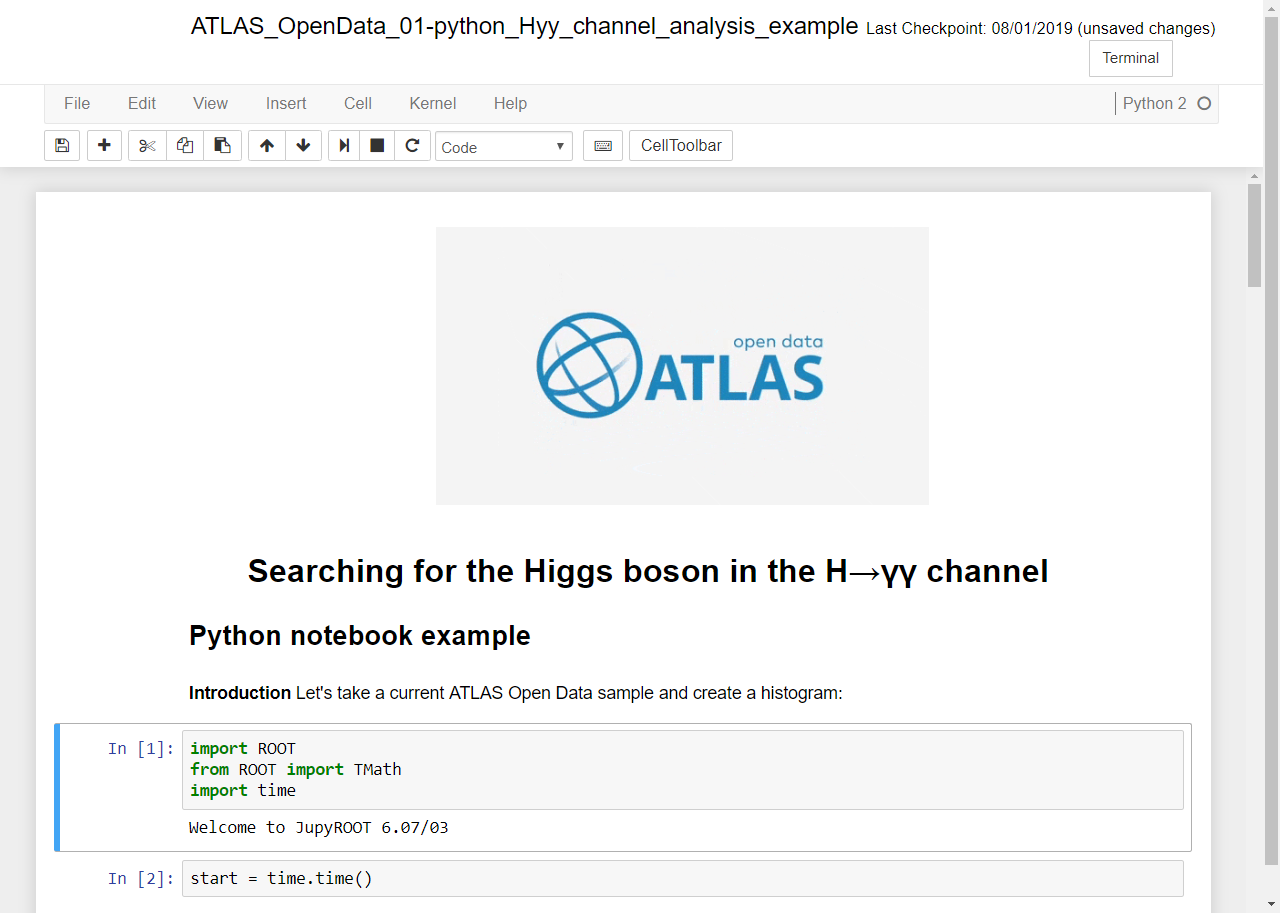 ATLAS_OpenData_01-python_Hyy_channel_analysis_example Last Checkpoint: 08/01/2019 (unsaved changes)
Terminal
File Edit View Insert Cell Kernel Help Python 2
Code CellToolbar
open data
ATLAS
Searching for the Higgs boson in the H→γγ channel
Python notebook example
Introduction Let's take a current ATLAS Open Data sample and create a histogram:
In [1]: import ROOT
from ROOT import TMath
import time
Welcome to JupyROOT 6.07/03
In [2]: start = time.time()